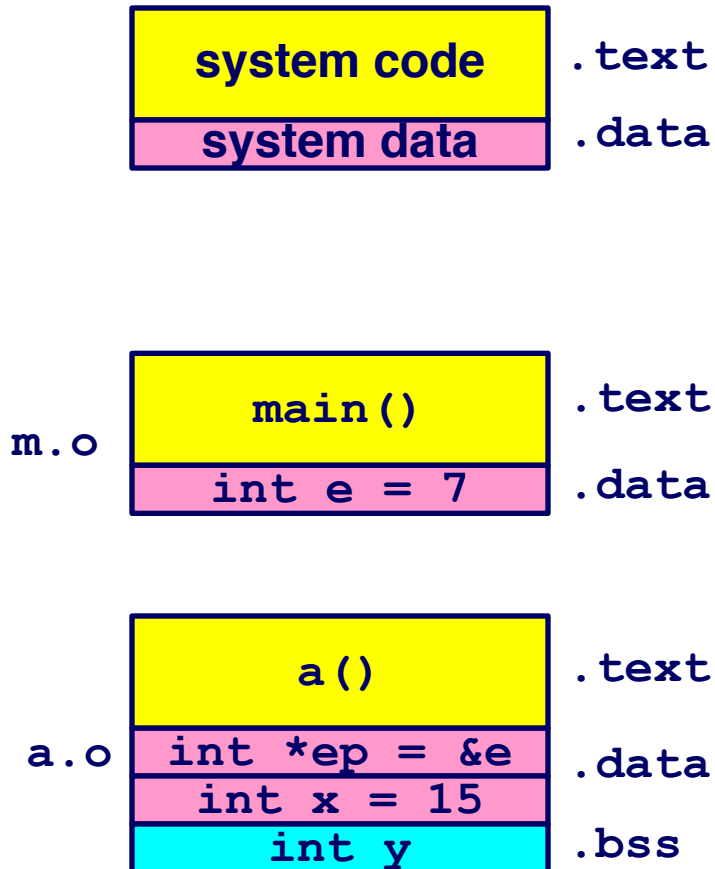 system code .text
system data .data
main() .text
m.o
int e = 7 .data
a() .text
a.o int *ep = &e .data
int x = 15
int y .bss